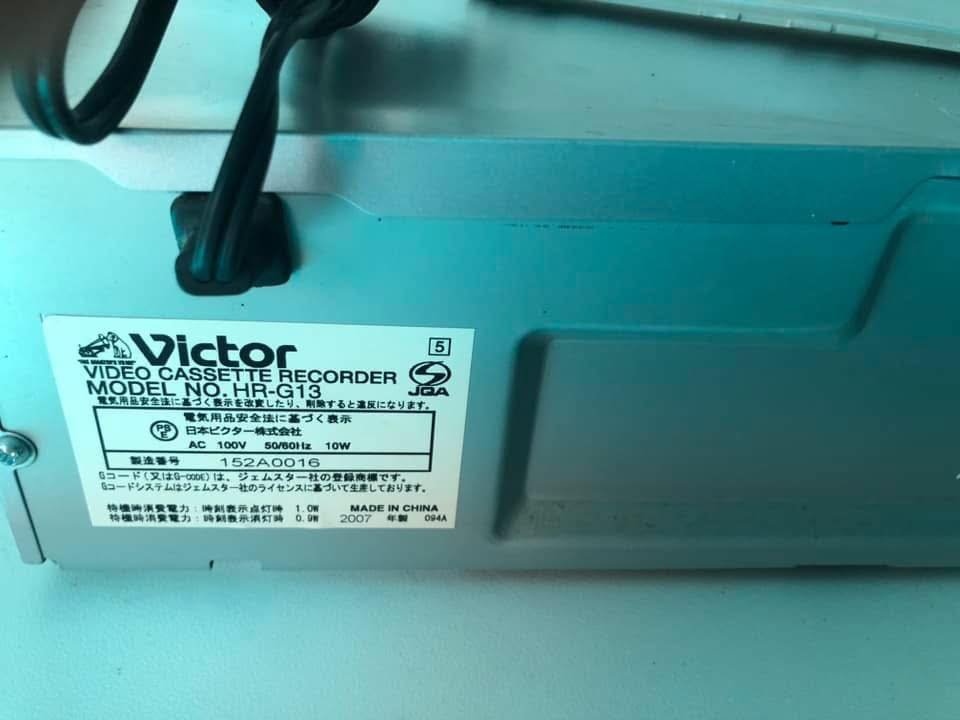 Victor
5
"HIS MASTER'S VOICE"
VIDEO CASSETTE RECORDER
MODEL NO. HR-G13
JQA
電気用品安全法に基づく表示を改変したり、削除すると違反になります。
電気用品安全法に基づく表示
PSE
日本ビクター株式会社
AC 100V 50/60Hz 10W
製造番号 152A0016
Gコード(又はG-CODE)は、ジェムスター社の登録商標です。
Gコードシステムはジェムスター社のライセンスに基づいて生産しております。
待機時消費電力:時刻表示点灯時 1.0W MADE IN CHINA
待機時消費電力:時刻表示消灯時 0.9W 2007 年製 094A